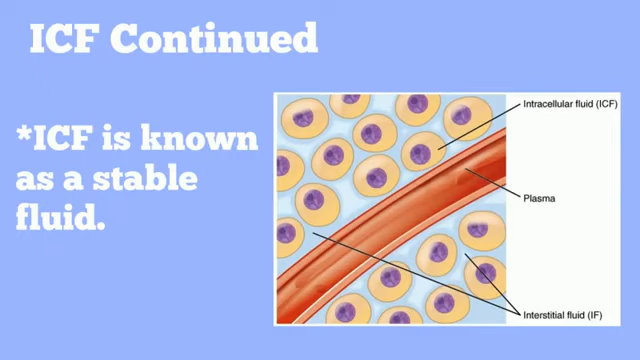 ICF Continued
*ICF is known
as a stable
fluid.
Intracellular fluid (ICF)
Plasma
Interstitial fluid (IF)